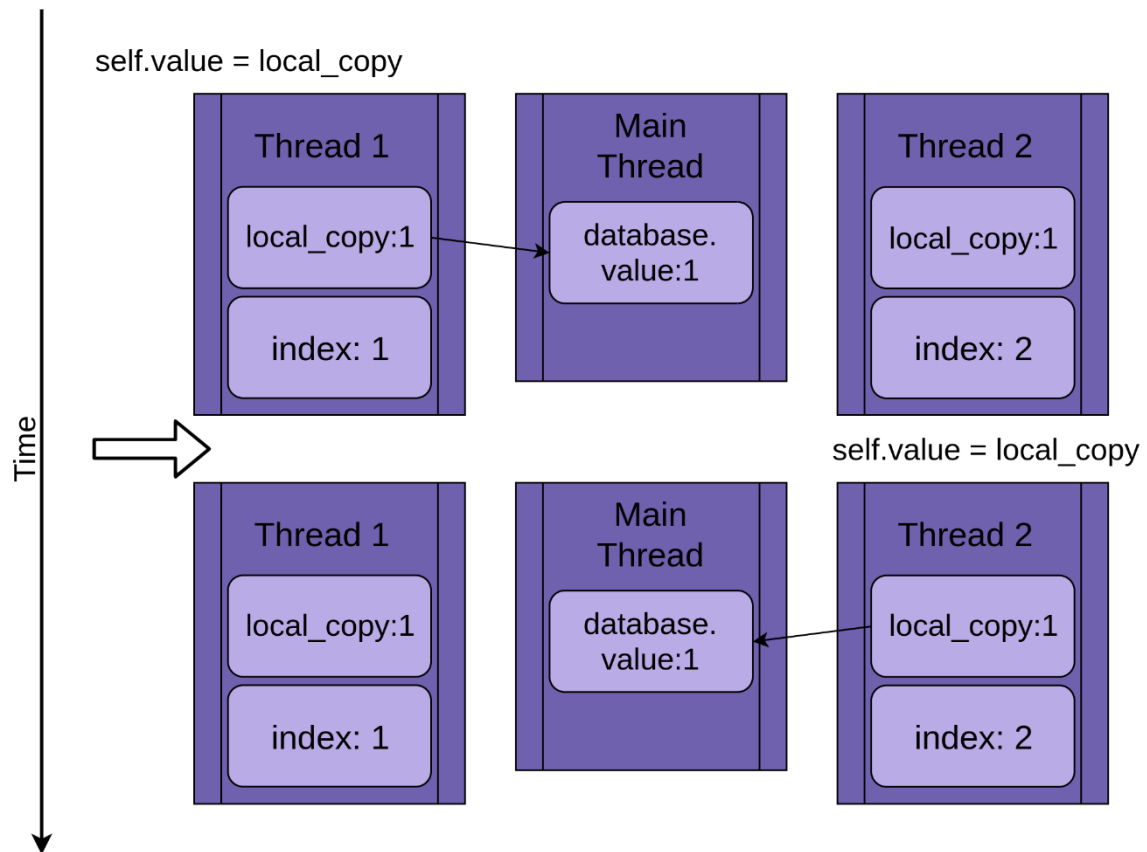 self.value = local_copy
Thread 1
Main
Thread
Thread 2
local_copy:1
database.
value:1
local_copy:1
index: 1
index: 2
Time
self.value = local_copy
Thread 1
Main
Thread
Thread 2
local_copy:1
database.
value:1
local_copy:1
index: 1
index: 2